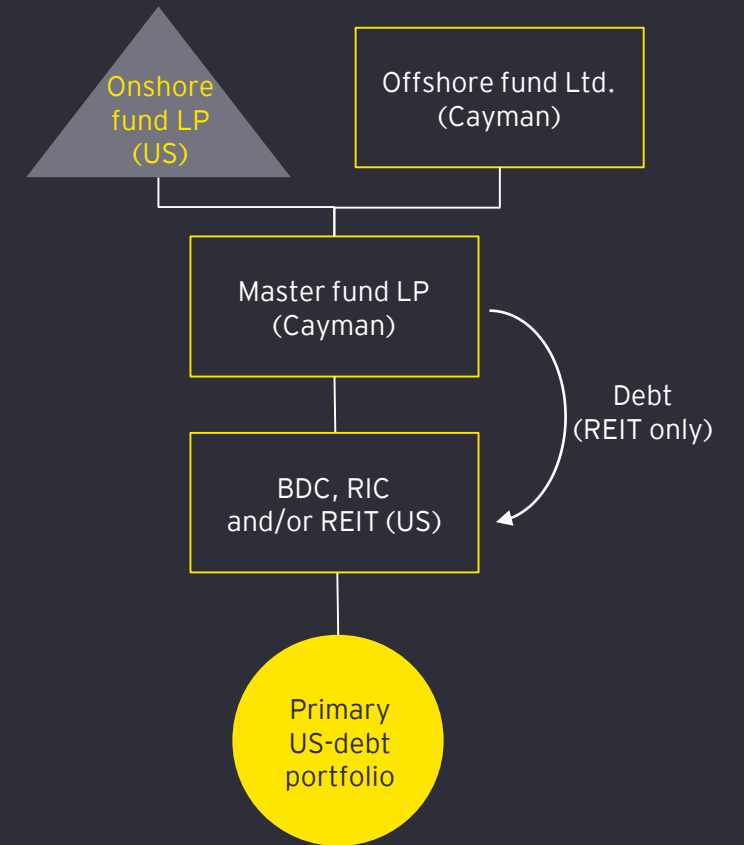 Onshore
fund LP
(US)
Offshore fund Ltd.
(Cayman)
Master fund LP
(Cayman)
Debt
(REIT only)
BDC, RIC
and/or REIT (US)
Primary
US-debt
portfolio